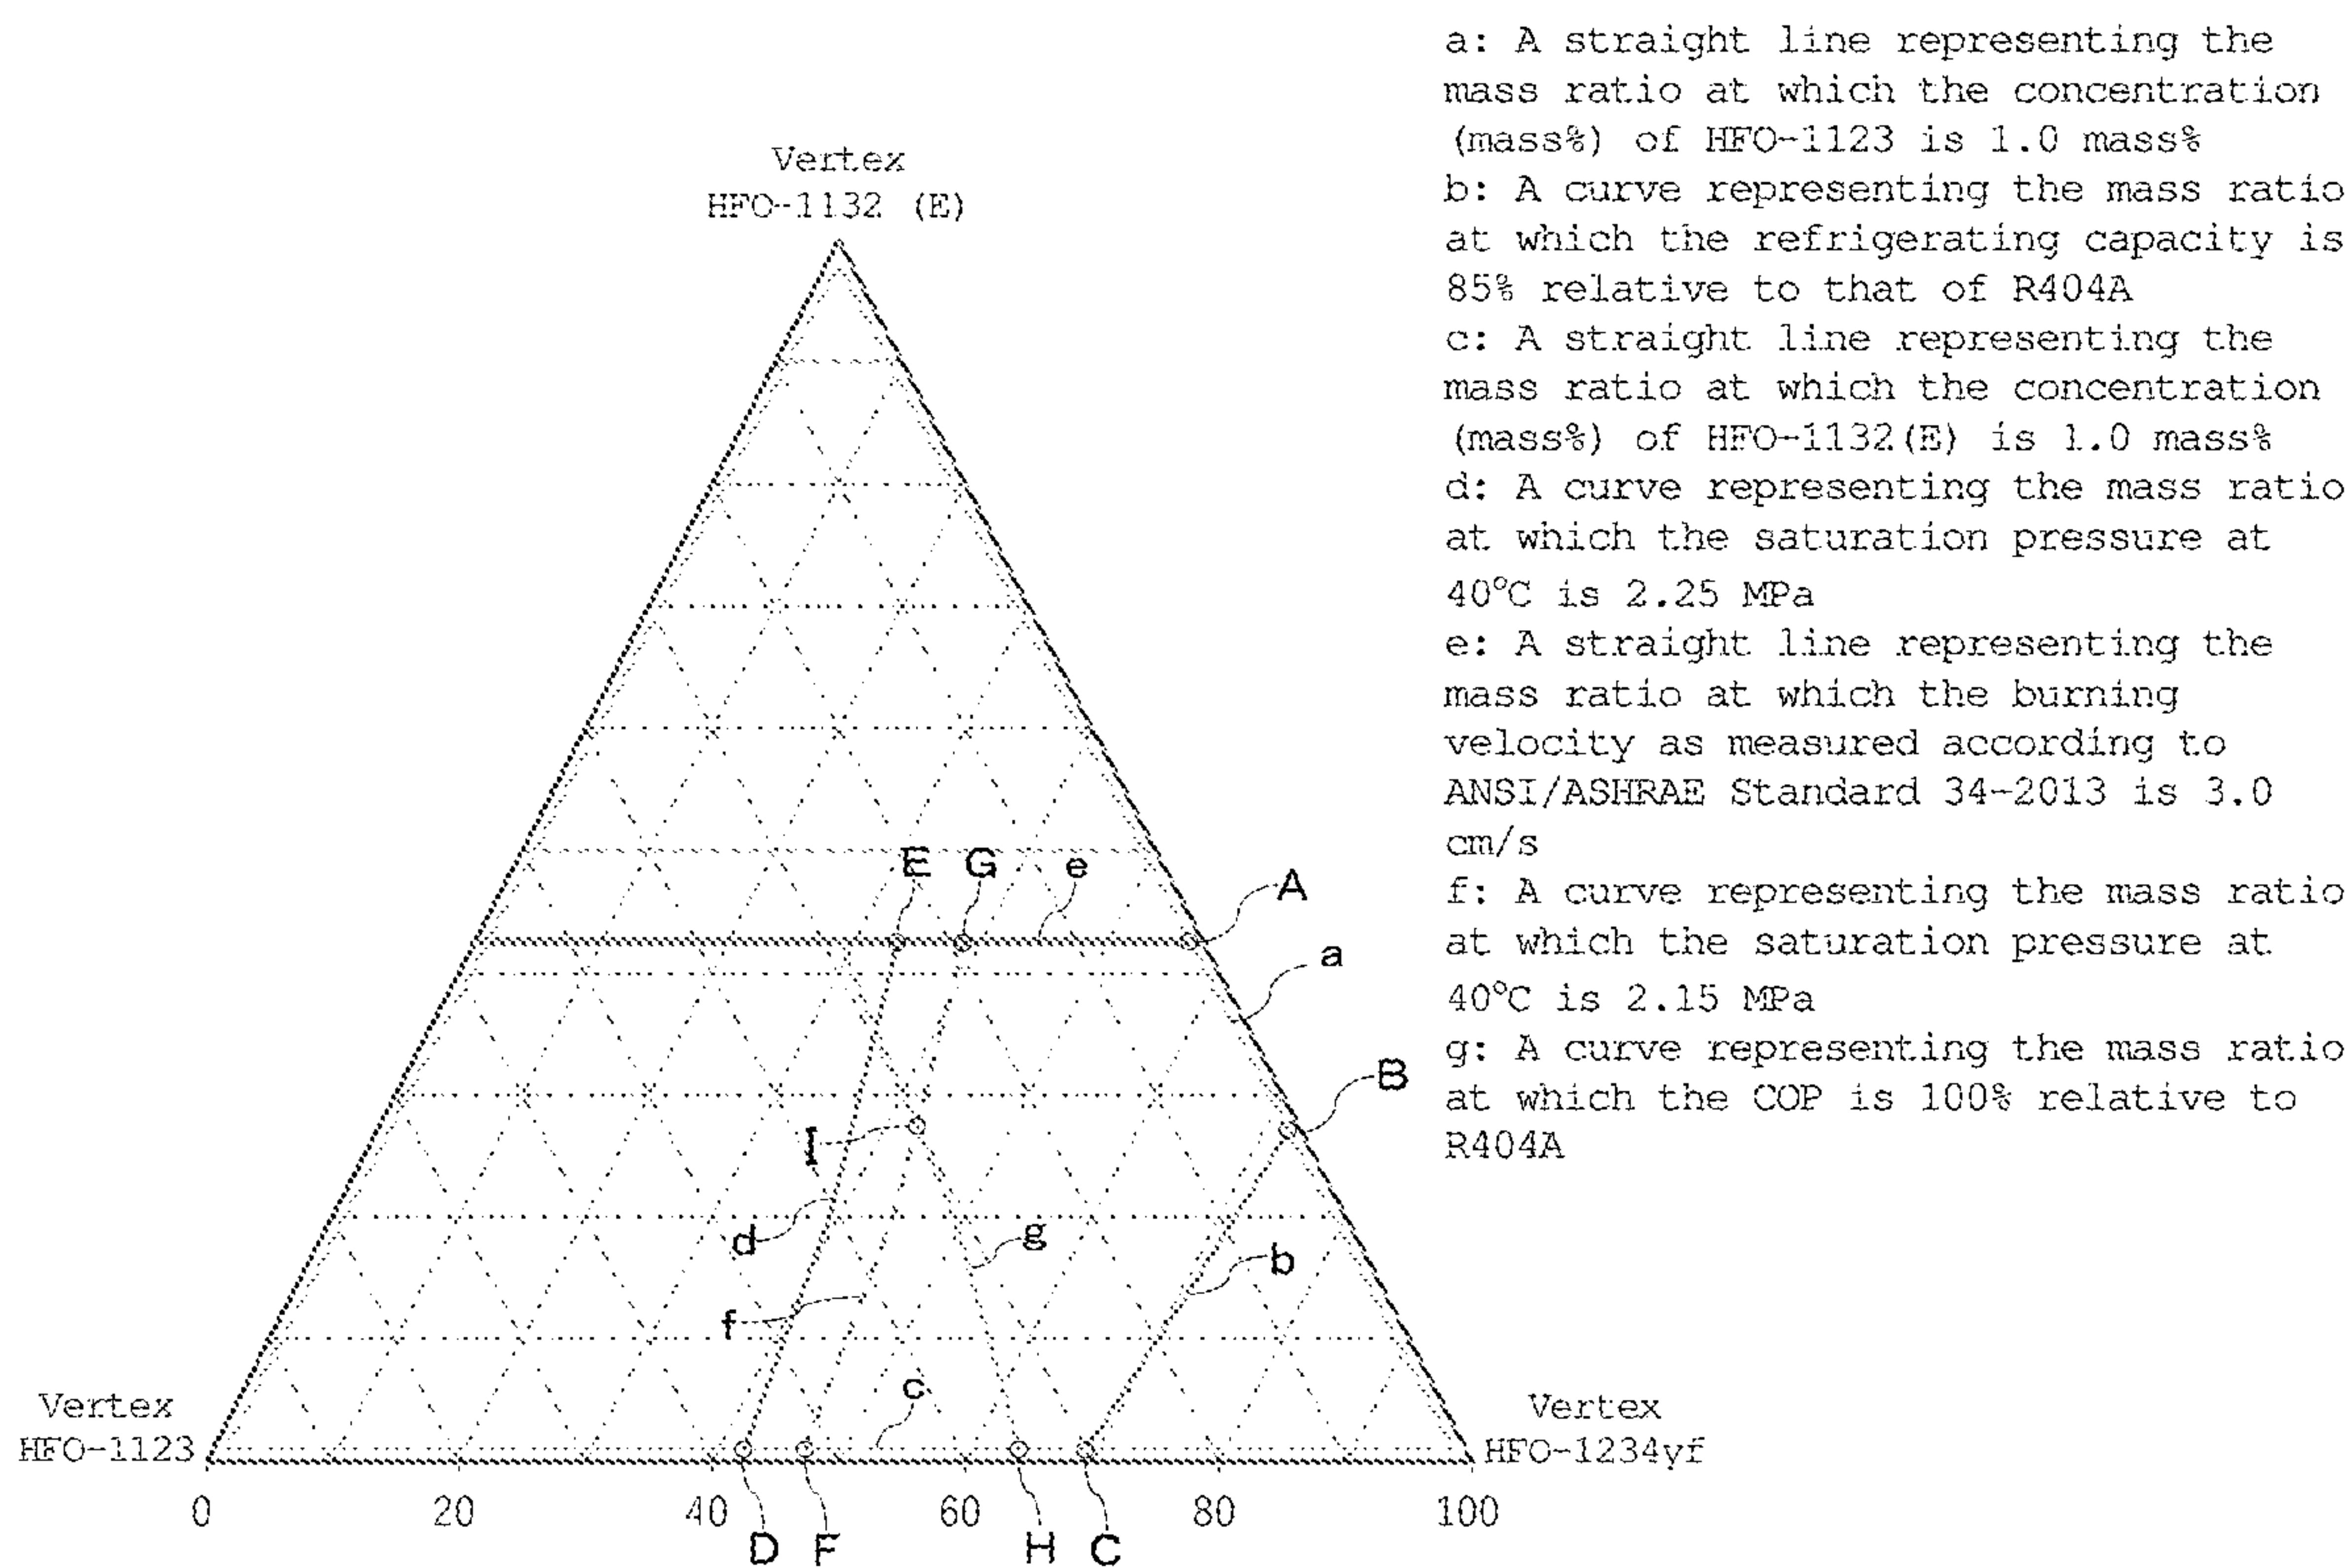 Vertex
HFO-1132 (E)
E
G
e
A
a
B
I
d
g
b
f
c
Vertex
HFO-1123
Vertex
HFO-1234yf
0
20
40
60
80
100
D
F
H
C
a: A straight line representing the
mass ratio at which the concentration
(mass%) of HFO-1123 is 1.0 mass%
b: A curve representing the mass ratio
at which the refrigerating capacity is
85% relative to that of R404A
c: A straight line representing the
mass ratio at which the concentration
(mass%) of HFO-1132(E) is 1.0 mass%
d: A curve representing the mass ratio
at which the saturation pressure at
40°C is 2.25 MPa
e: A straight line representing the
mass ratio at which the burning
velocity as measured according to
ANSI/ASHRAE Standard 34-2013 is 3.0
cm/s
f: A curve representing the mass ratio
at which the saturation pressure at
40°C is 2.15 MPa
g: A curve representing the mass ratio
at which the COP is 100% relative to
R404A